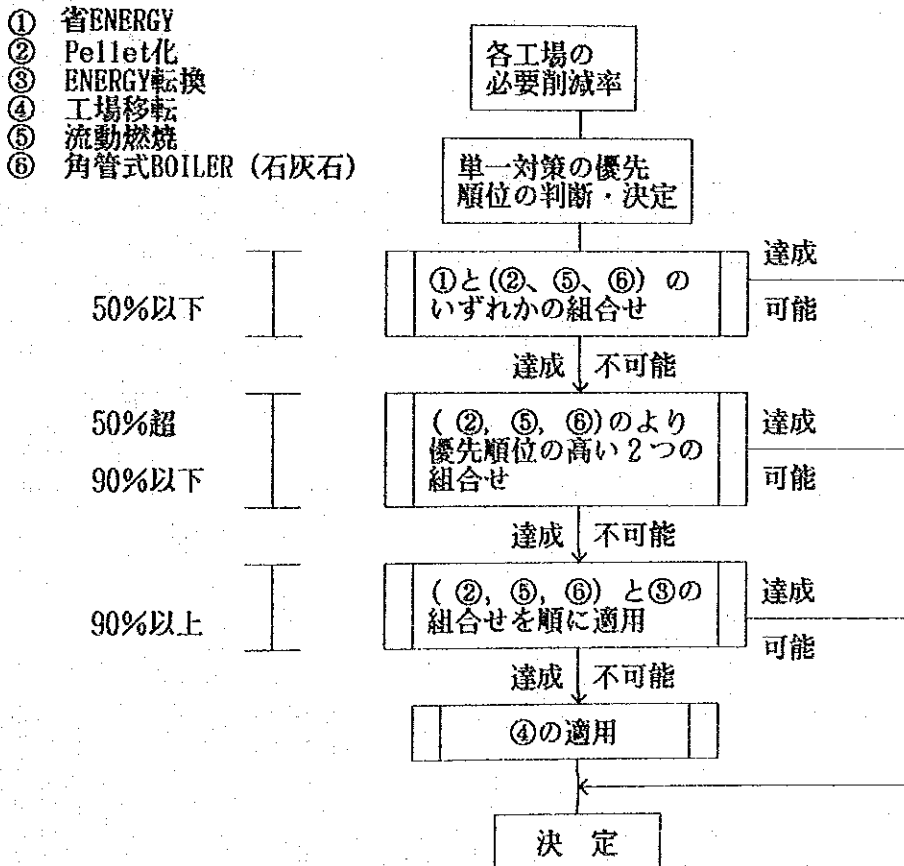 ① 省ENERGY
② Pellet化
③ ENERGY転換
④ 工場移転
⑤ 流動燃焼
⑥ 角管式BOILER (石灰石)
各工場の
必要削減率
単一対策の優先
順位の判断・決定
50%以下
①と(②、⑤、⑥) の
いずれかの組合せ
達成
可能
達成 不可能
50%超
90%以下
( ②, ⑤, ⑥)のより
優先順位の高い2つの
組合せ
達成
可能
達成 不可能
90%以上
( ②, ⑤, ⑥) と③の
組合せを順に適用
達成
可能
達成 不可能
④の適用
決 定